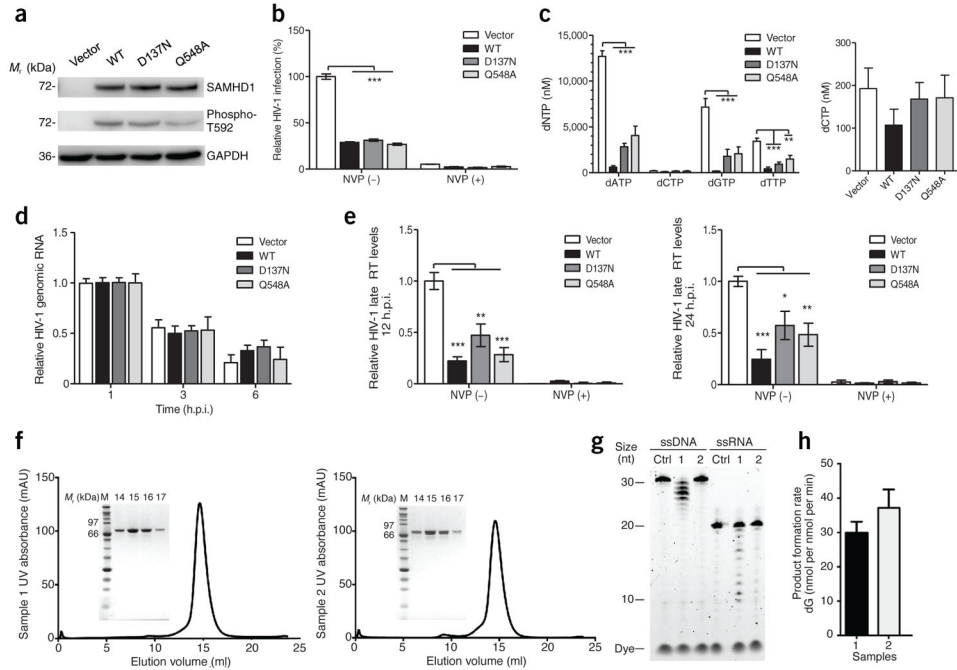 a
Vector
WT
D137N
Q548A
Mr (kDa)
72-
SAMHD1
72-
Phospho-
T592
36-
GAPDH
b
Relative HIV-1 infection (%)
150
100
50
0
***
Vector
WT
D137N
Q548A
NVP (–)
NVP (+)
c
dNTP (nM)
15,000
10,000
5,000
0
***
***
***
**
Vector
WT
D137N
Q548A
dATP
dCTP
dGTP
dTTP
dCTP (nM)
300
200
100
0
Vector
WT
D137N
Q548A
d
Relative HIV-1 genomic RNA
1.5
1.0
0.5
0
Vector
WT
D137N
Q548A
1
3
6
Time (h.p.i.)
e
Relative HIV-1 late RT levels
12 h.p.i.
1.5
1.0
0.5
0
***
**
***
Vector
WT
D137N
Q548A
NVP (–)
NVP (+)
Relative HIV-1 late RT levels
24 h.p.i.
1.5
1.0
0.5
0
***
*
**
Vector
WT
D137N
Q548A
NVP (–)
NVP (+)
f
Sample 1 UV absorbance (mAU)
150
100
50
0
Mr (kDa) M 14 15 16 17
97
66
0 5 10 15 20 25
Elution volume (ml)
Sample 2 UV absorbance (mAU)
150
100
50
0
Mr (kDa) M 14 15 16 17
97
66
0 5 10 15 20 25
Elution volume (ml)
g
Size
(nt)
ssDNA ssRNA
Ctrl 1 2 Ctrl 1 2
30—
20—
10—
Dye—
h
Product formation rate
dG (nmol per nmol per min)
50
40
30
20
10
0
1 2
Samples